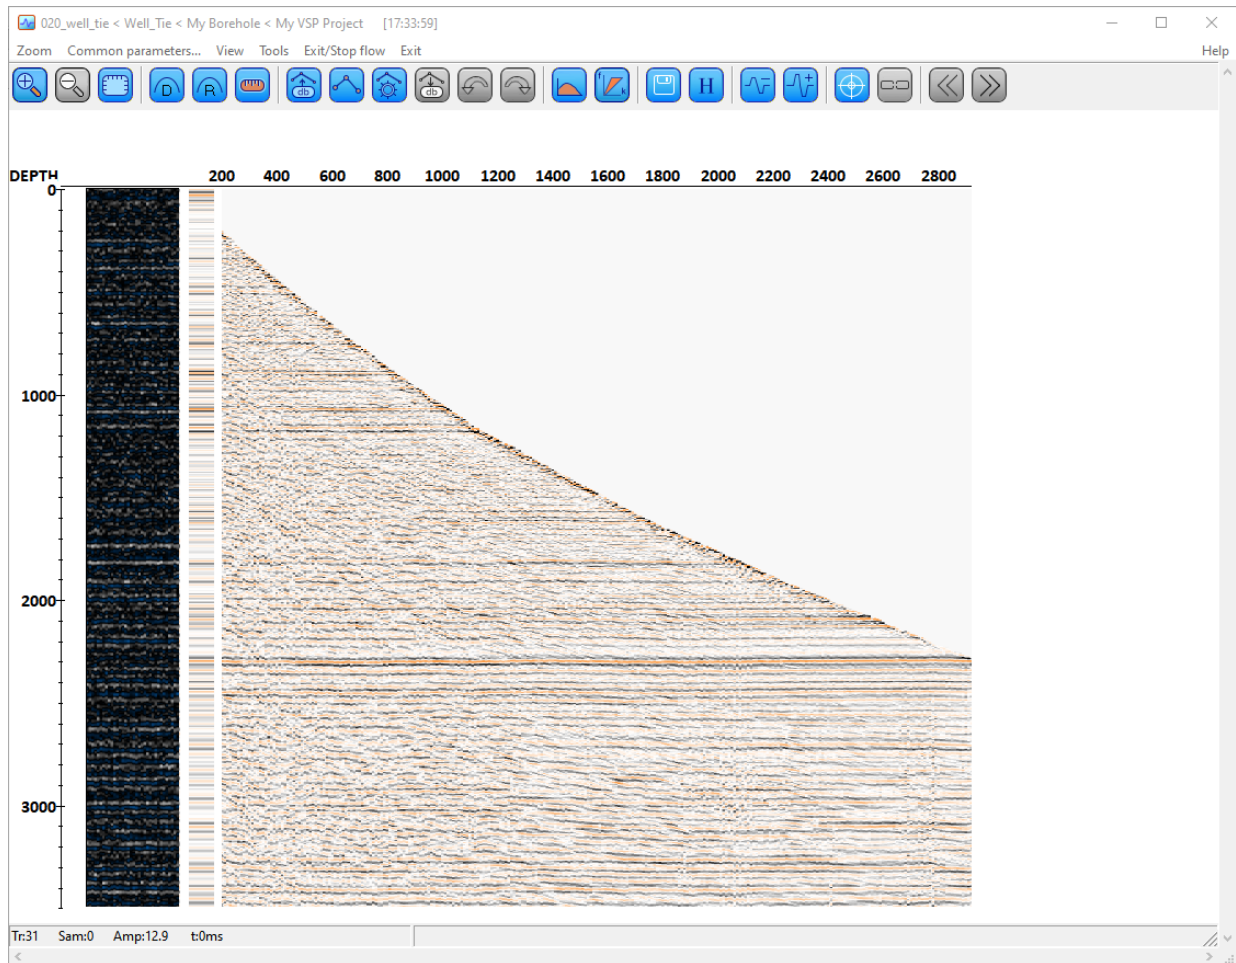 020_well_tie < Well_Tie < My Borehole < My VSP Project [17:33:59]
Zoom Common parameters... View Tools Exit/Stop flow Exit Help
D R db db f k H
DEPTH 200 400 600 800 1000 1200 1400 1600 1800 2000 2200 2400 2600 2800
0
1000
2000
3000
Tr:31 Sam:0 Amp:12.9 t:0ms